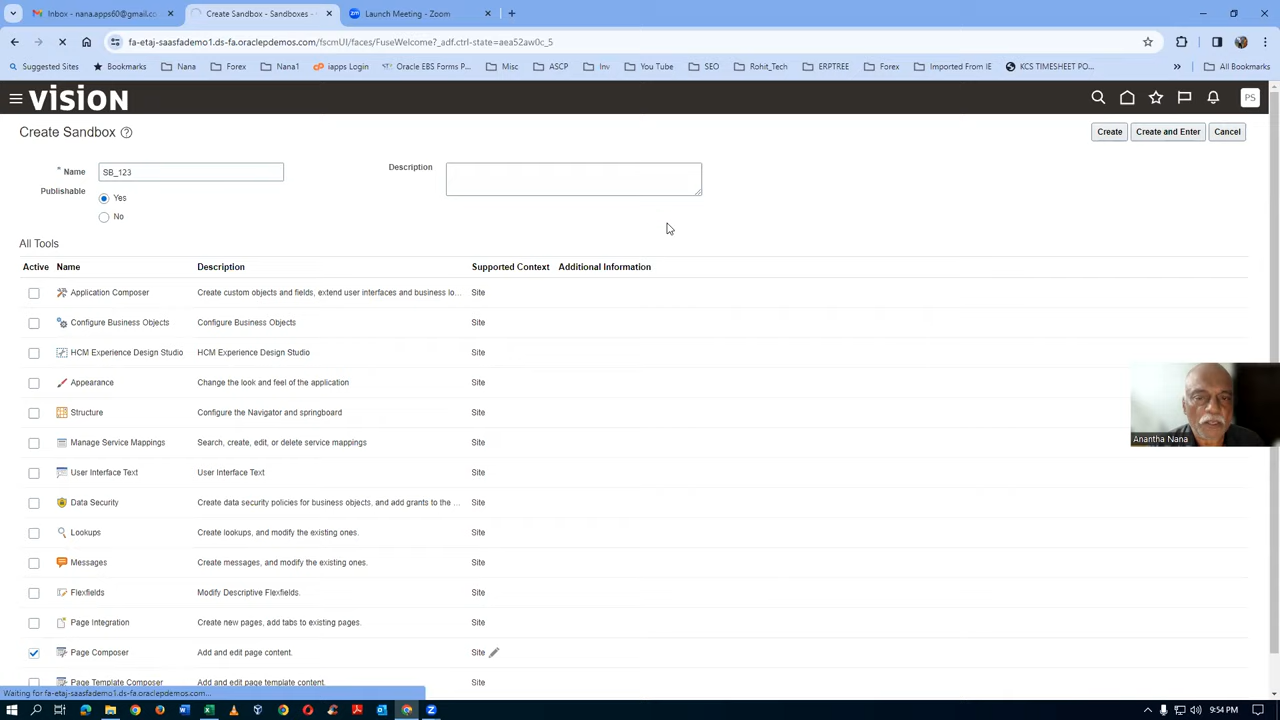 Inbox - nana.apps60@gmail.co
Create Sandbox - Sandboxes -
Launch Meeting - Zoom
fa-etaj-saasfademo1.ds-fa.oraclepdemos.com/fscmUI/faces/FuseWelcome?_adf.ctrl-state=aea52aw0c_5
Suggested Sites
Bookmarks
Nana
Forex
Nana1
iapps Login
Oracle EBS Forms P...
Misc
ASCP
Inv
You Tube
SEO
Rohit_Tech
ERPTREE
Forex
Imported From IE
KCS TIMESHEET PO...
All Bookmarks
VISION
PS
Create Sandbox
Create
Create and Enter
Cancel
* Name SB_123
Description
Publishable
Yes
No
All Tools
Active Name Description Supported Context Additional Information
Application Composer Create custom objects and fields, extend user interfaces and business lo... Site
Configure Business Objects Configure Business Objects Site
HCM Experience Design Studio HCM Experience Design Studio Site
Appearance Change the look and feel of the application Site
Structure Configure the Navigator and springboard Site
Manage Service Mappings Search, create, edit, or delete service mappings Site
User Interface Text User Interface Text Site
Data Security Create data security policies for business objects, and add grants to the ... Site
Lookups Create lookups, and modify the existing ones. Site
Messages Create messages, and modify the existing ones. Site
Flexfields Modify Descriptive Flexfields. Site
Page Integration Create new pages, add tabs to existing pages. Site
Page Composer Add and edit page content. Site
Page Template Composer Add and edit page template content. Site
Anantha Nana
Waiting for fa-etaj-saasfademo1.ds-fa.oraclepdemos.com...
9:54 PM